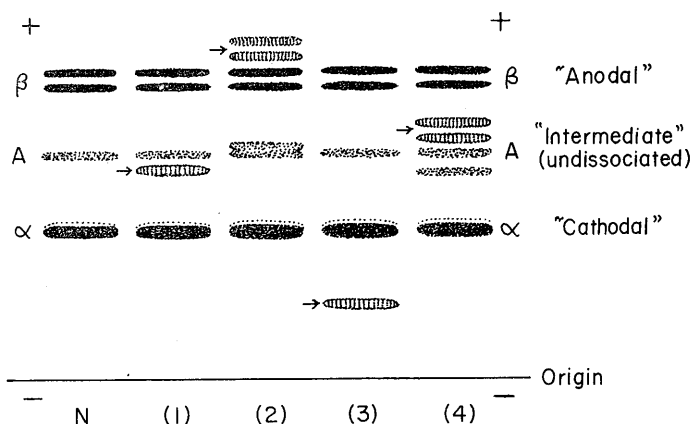 + +
β β "Anodal"
A A "Intermediate"
(undissociated)
α α "Cathodal"
Origin
− N (1) (2) (3) (4) −